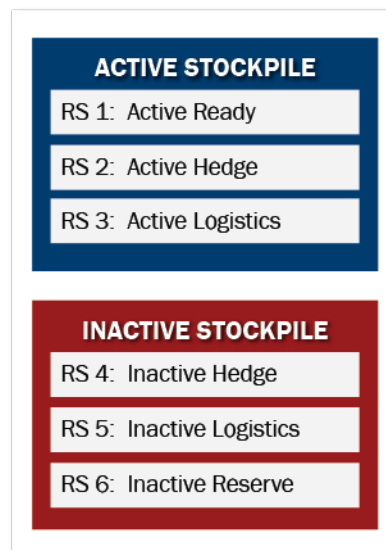 ACTIVE STOCKPILE
RS 1: Active Ready
RS 2: Active Hedge
RS 3: Active Logistics
INACTIVE STOCKPILE
RS 4: Inactive Hedge
RS 5: Inactive Logistics
RS 6: Inactive Reserve